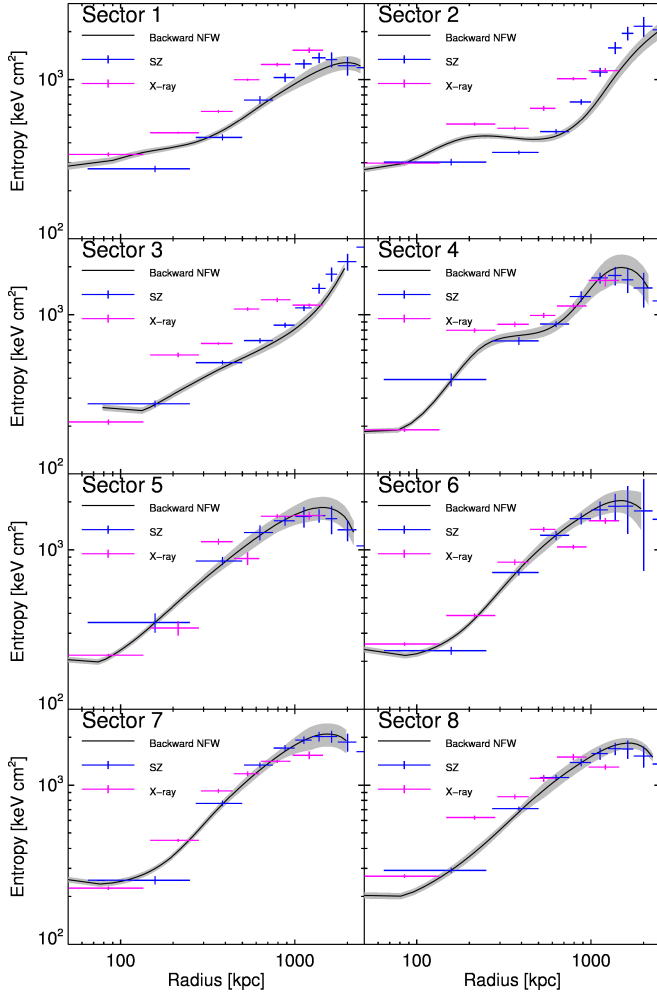 Sector 1
Backward NFW
SZ
X-ray
Sector 2
Backward NFW
SZ
X-ray
Entropy [keV cm²]
10³
10²
Sector 3
Backward NFW
SZ
X-ray
Sector 4
Backward NFW
SZ
X-ray
Entropy [keV cm²]
10³
10²
Sector 5
Backward NFW
SZ
X-ray
Sector 6
Backward NFW
SZ
X-ray
Entropy [keV cm²]
10³
10²
Sector 7
Backward NFW
SZ
X-ray
Sector 8
Backward NFW
SZ
X-ray
Entropy [keV cm²]
10³
10²
100 1000 100 1000
Radius [kpc] Radius [kpc]